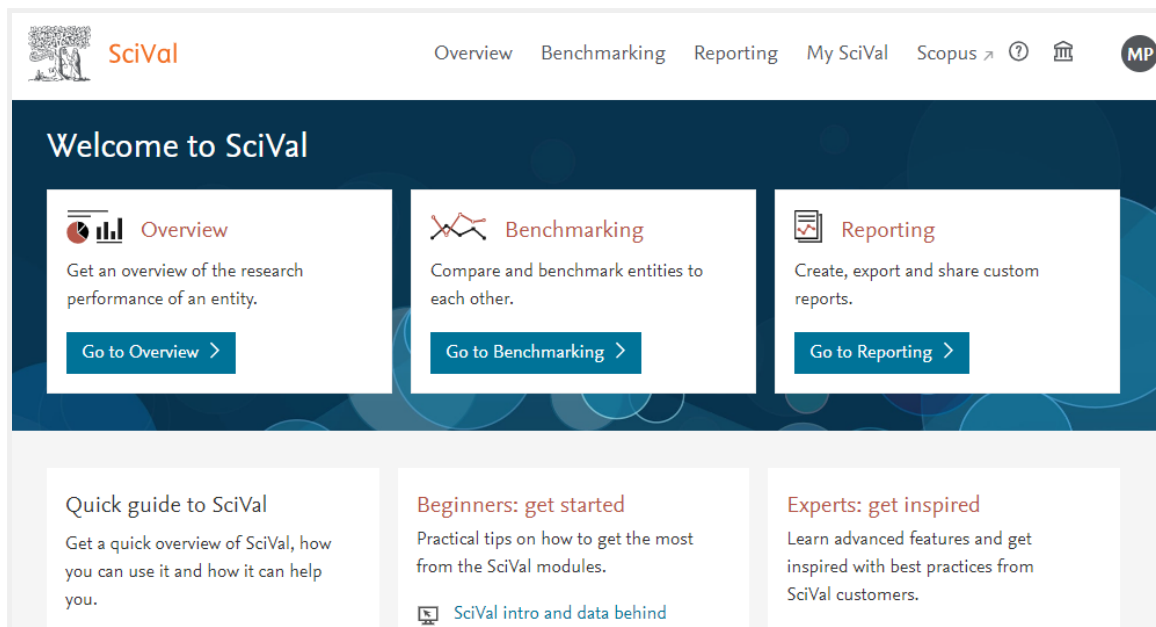 SciVal
Overview Benchmarking Reporting My SciVal Scopus ↗ ? MP
Welcome to SciVal
Overview
Get an overview of the research
performance of an entity.
Go to Overview >
Benchmarking
Compare and benchmark entities to
each other.
Go to Benchmarking >
Reporting
Create, export and share custom
reports.
Go to Reporting >
Quick guide to SciVal
Get a quick overview of SciVal, how
you can use it and how it can help
you.
Beginners: get started
Practical tips on how to get the most
from the SciVal modules.
SciVal intro and data behind
Experts: get inspired
Learn advanced features and get
inspired with best practices from
SciVal customers.